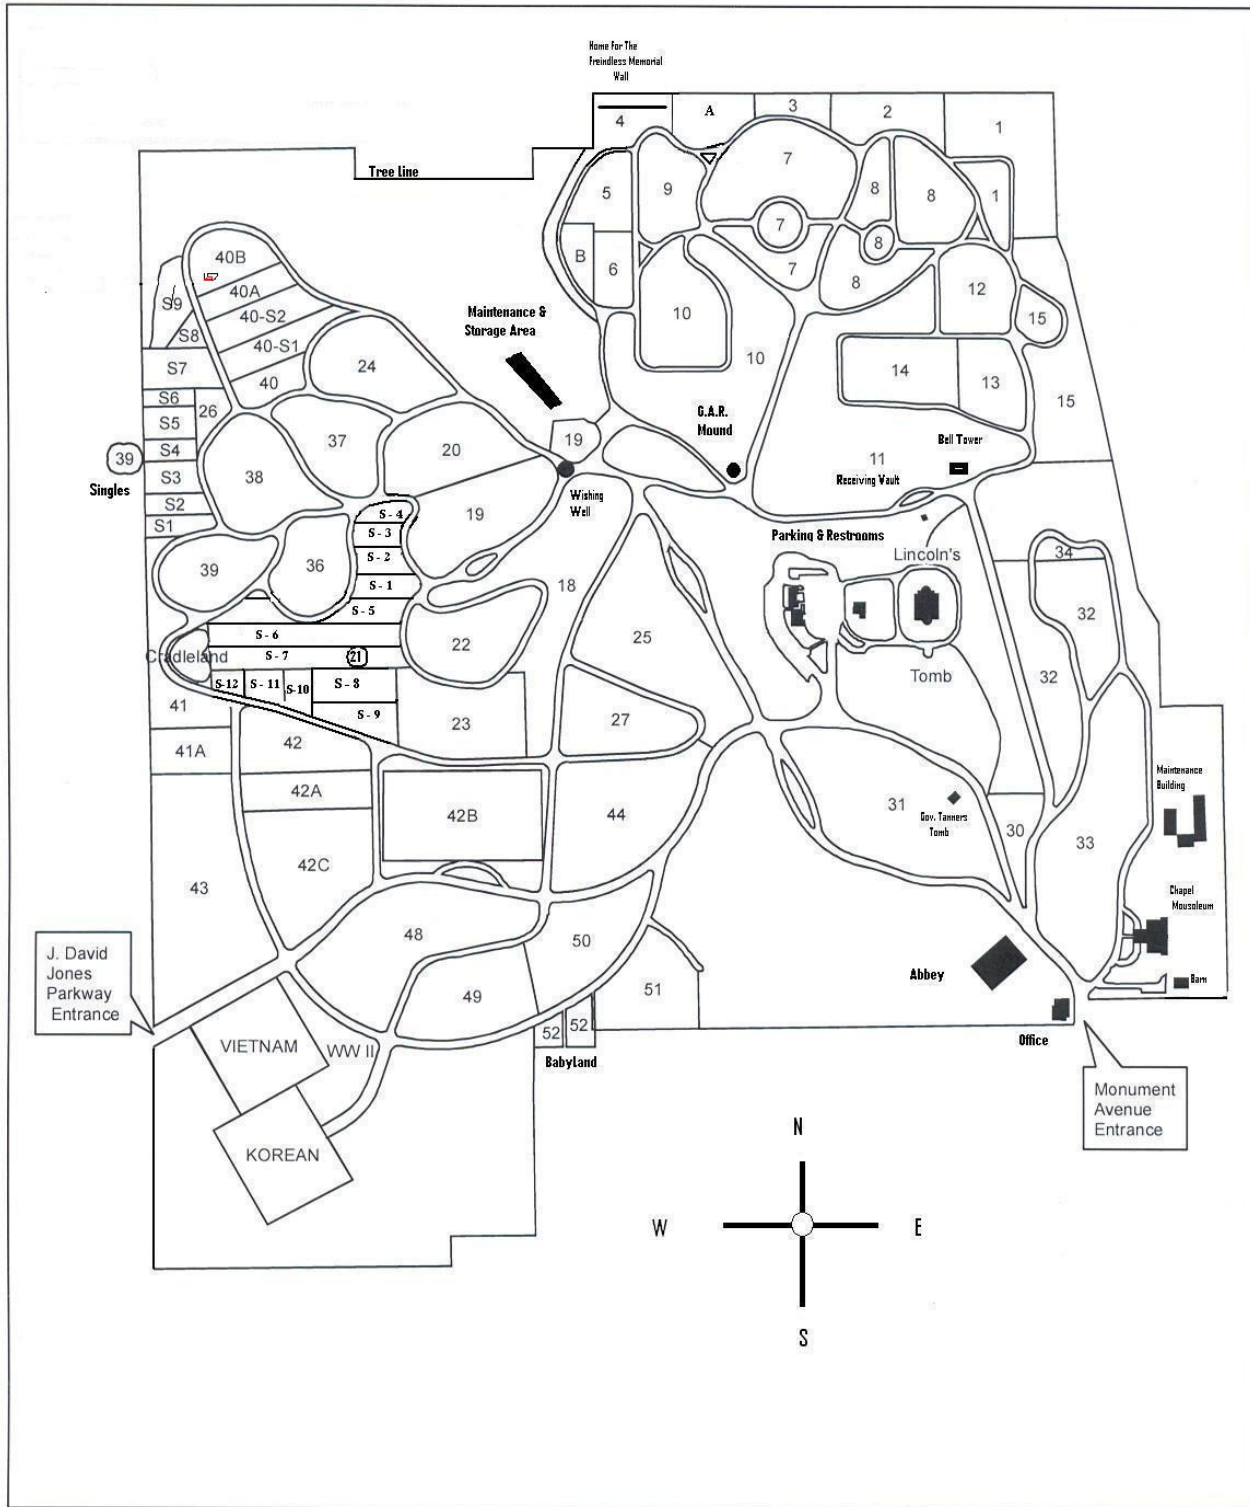 Home For The
Freindless Memorial
Wall
4
A
3
2
1
Tree line
5
9
7
8
8
1
B
6
7
8
7
8
40B
S9
40A
S8
40-S2
40-S1
40
S7
24
10
10
12
15
Maintenance &
Storage Area
14
13
15
S6
26
S5
S4
S3
S2
S1
39
Singles
37
38
20
19
19
G.A.R.
Mound
Bell Tower
11
Receiving Vault
Wishing
Well
S - 4
S - 3
S - 2
S - 1
S - 5
S - 6
S - 7
21
39
36
18
Parking & Restrooms
Lincoln's
Tomb
34
32
32
25
22
Cradleland
S-12
S - 11
S-10
S - 8
S - 9
41
41A
42
42A
42B
42C
43
23
27
44
31
Gov. Tanners
Tomb
30
33
Maintenance
Building
Chapel
Mousoleum
Barn
48
50
49
51
Abbey
Office
52
52
Babyland
J. David
Jones
Parkway
Entrance
VIETNAM
WW II
KOREAN
Monument
Avenue
Entrance
N
W
E
S